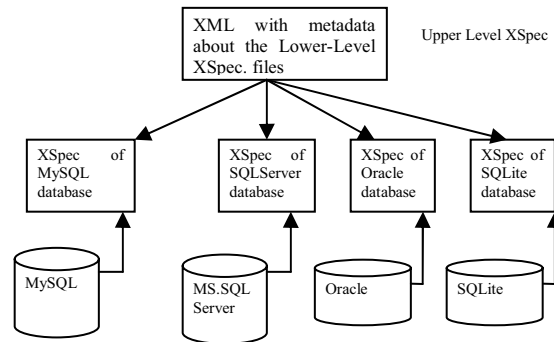 XML with metadata
about the Lower-Level
XSpec. files
Upper Level XSpec
XSpec of
MySQL
database
XSpec of
SQLServer
database
XSpec of
Oracle
database
XSpec of
SQLite
database
MySQL
MS.SQL
Server
Oracle
SQLite